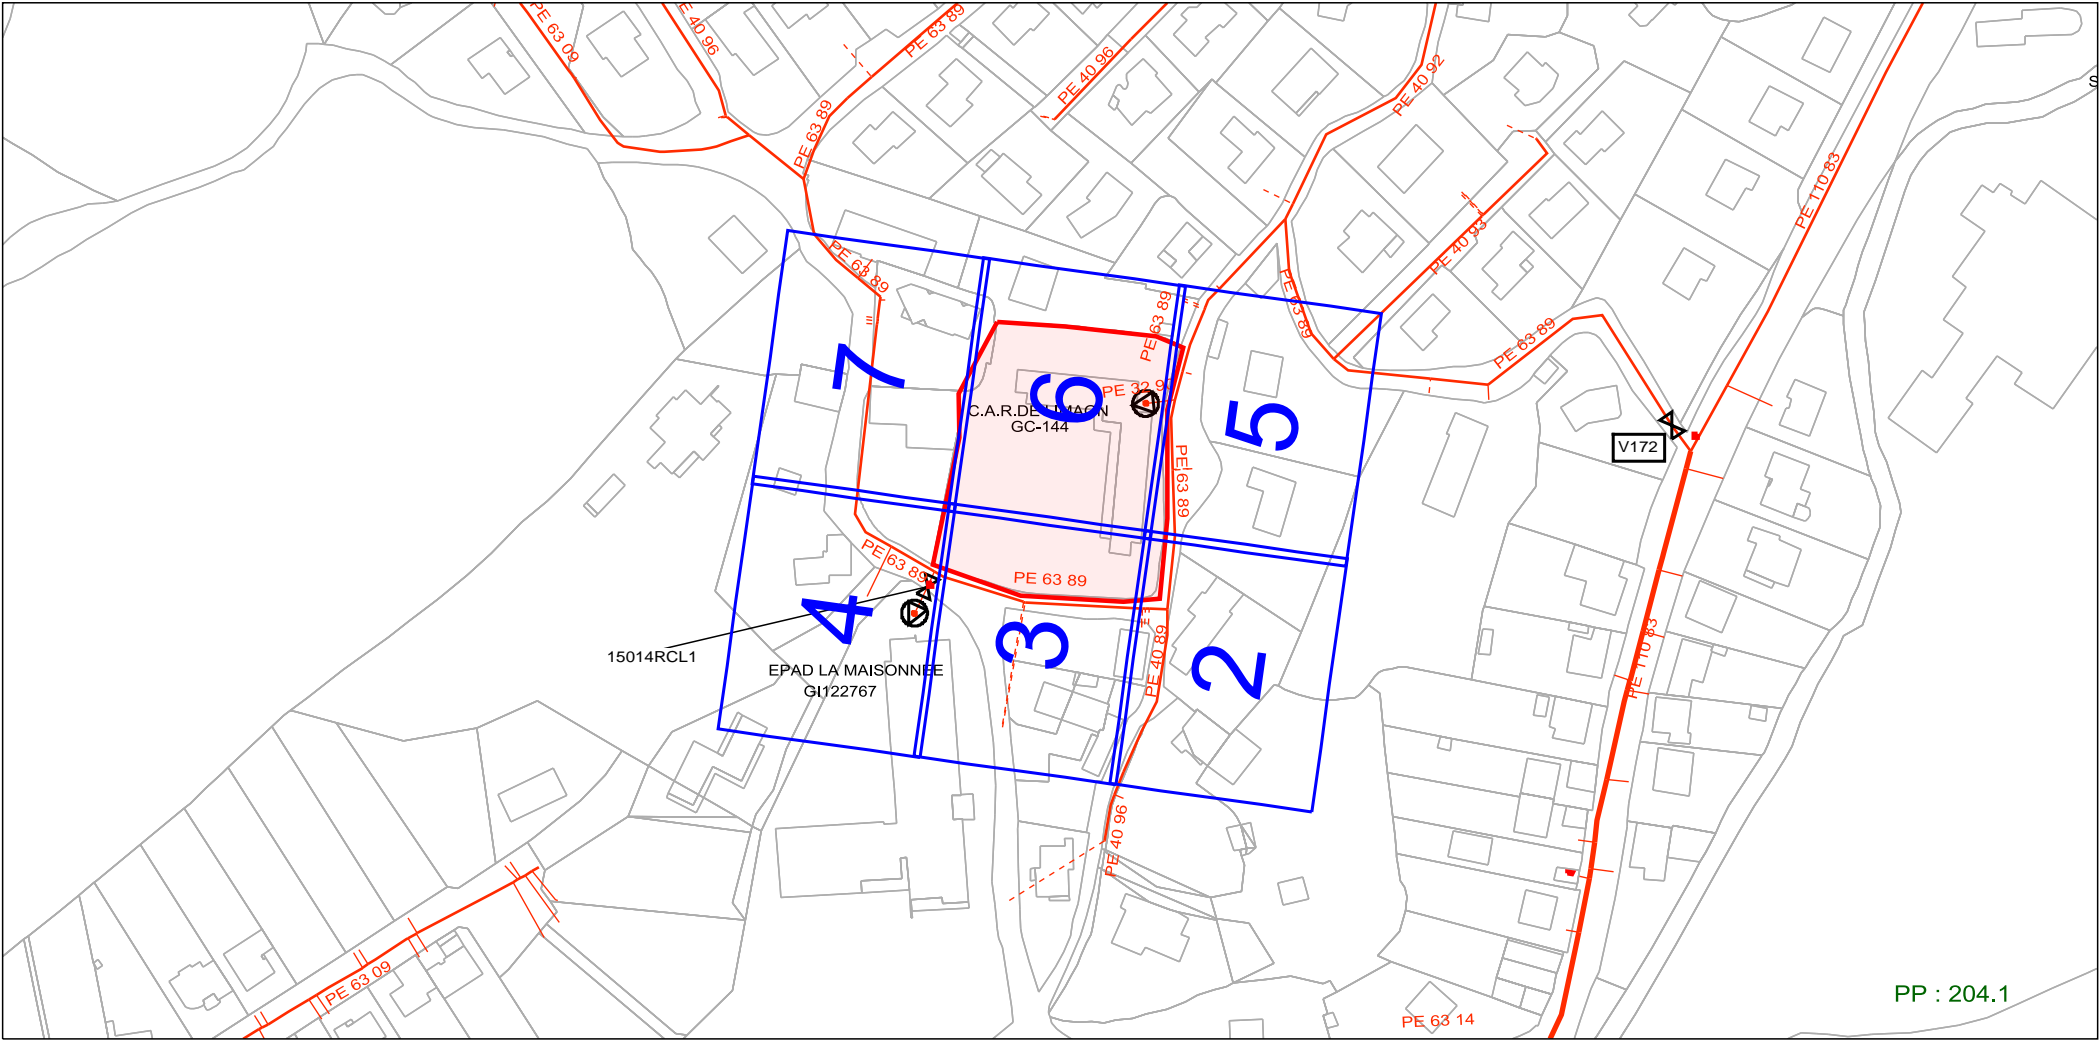 PE 63 09
PE 40 96
PE 63 89
PE 40 96
PE 40 92
PE 63 89
PE 110 83
PE 40 93
PE 63 89
PE 63 89
PE 63 89
PE 63 89
7
6
5
PE 32 9
C.A.R.DE LIMAGN
GC-144
V172
PE 63 89
PE 63 89
PE 63 89
4
3
2
15014RCL1
EPAD LA MAISONNEE
GI122767
PE 40 89
PE 110 83
PE 40 96
PE 63 09
PE 63 14
PP : 204.1